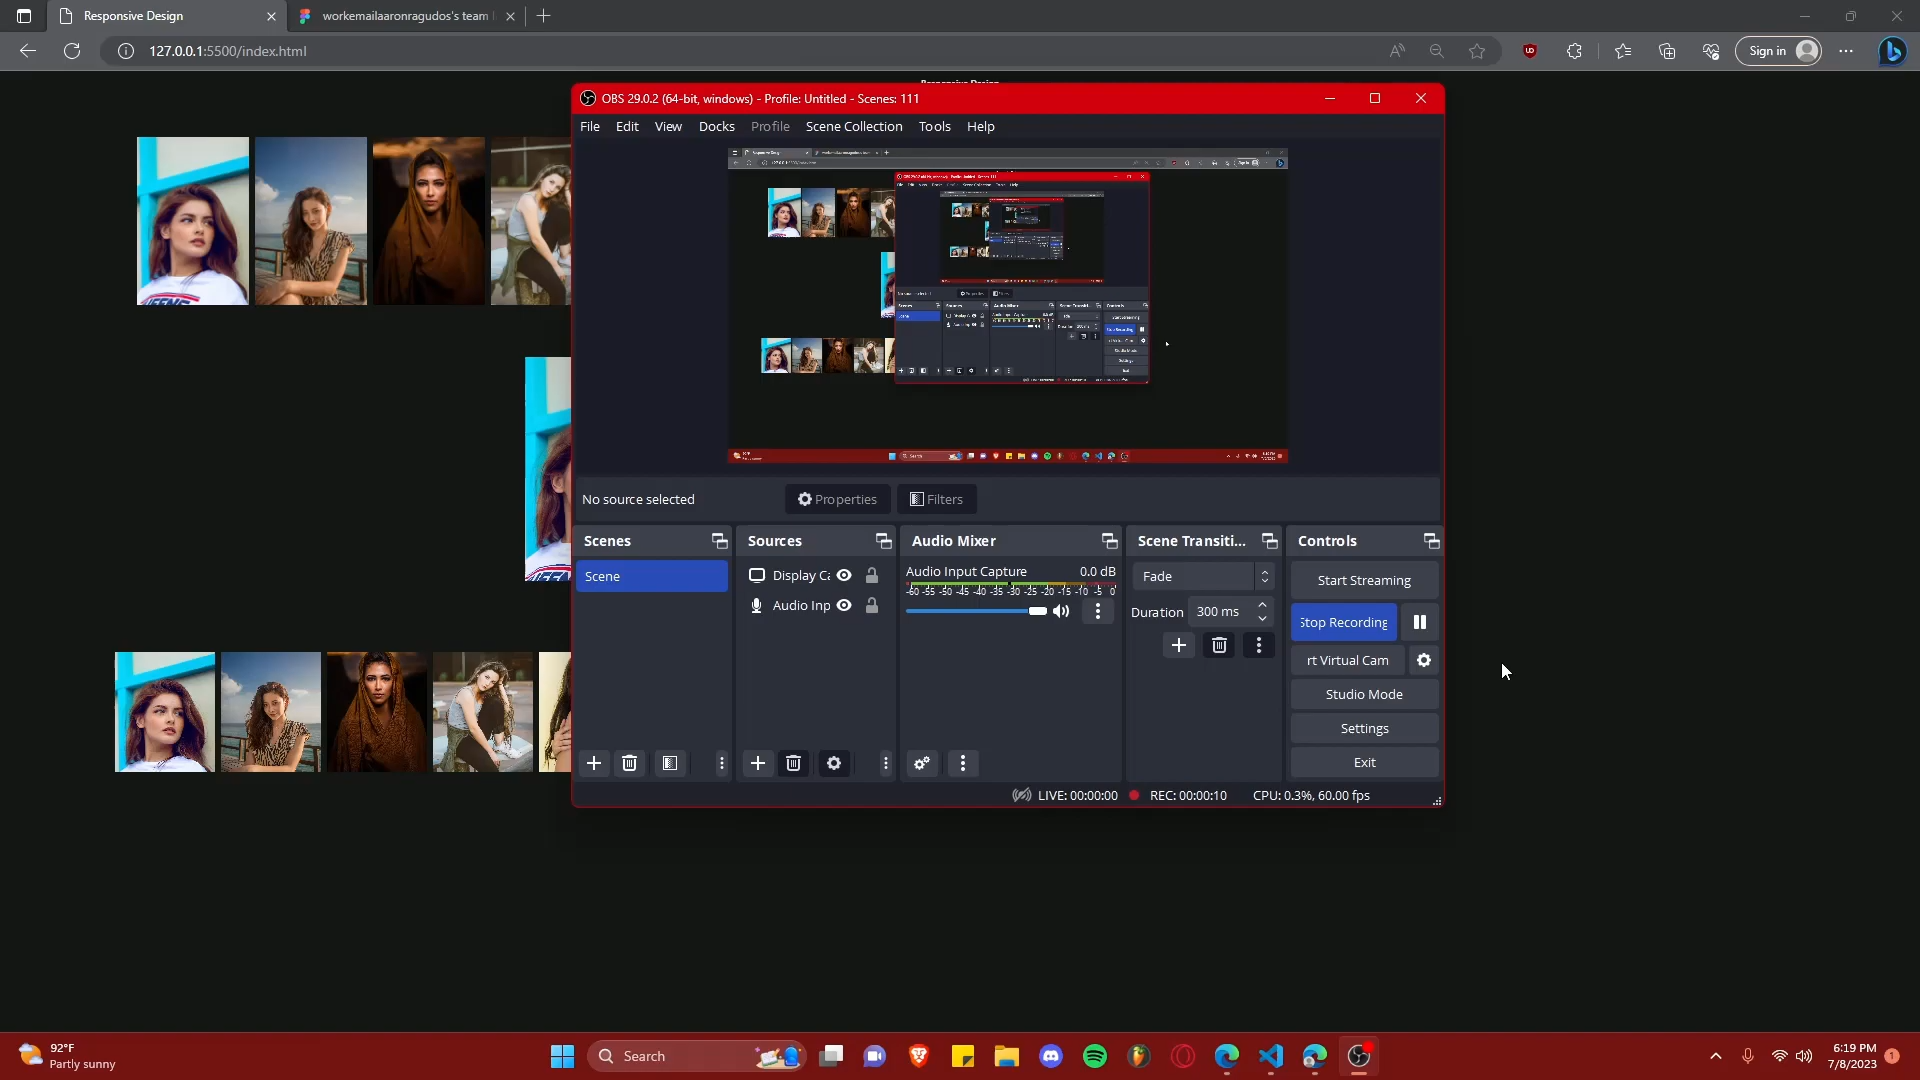 Responsive Design
workemailaaronragudos's team
127.0.0.1:5500/index.html
Sign in
Responsive Design
OBS 29.0.2 (64-bit, windows) - Profile: Untitled - Scenes: 111
File Edit View Docks Profile Scene Collection Tools Help
No source selected
Properties
Filters
Scenes
Sources
Audio Mixer
Scene Transiti...
Controls
Scene
Display Ca
Audio Inp
Audio Input Capture 0.0 dB
-60 -55 -50 -45 -40 -35 -30 -25 -20 -15 -10 -5 0
Fade
Duration 300 ms
Start Streaming
Stop Recording
rt Virtual Cam
Studio Mode
Settings
Exit
LIVE: 00:00:00 REC: 00:00:10 CPU: 0.3%, 60.00 fps
92°F
Partly sunny
Search
6:19 PM
7/8/2023
1